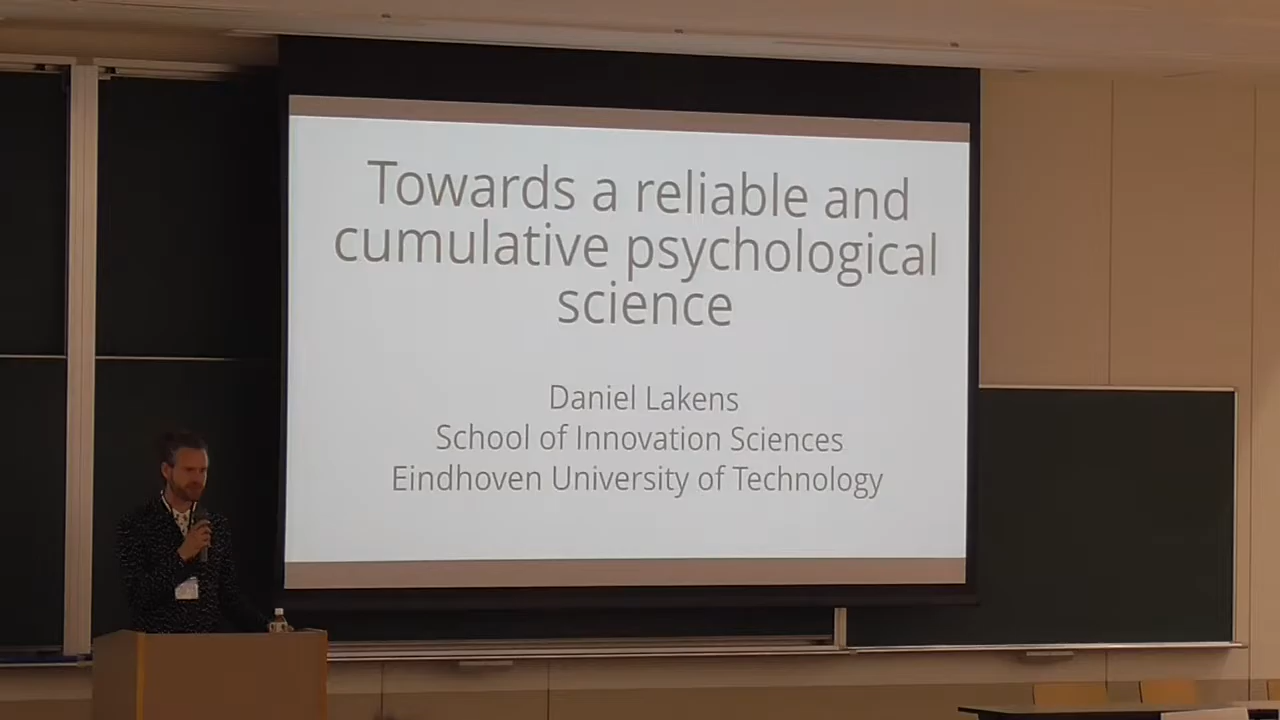 Towards a reliable and
cumulative psychological
science
Daniel Lakens
School of Innovation Sciences
Eindhoven University of Technology